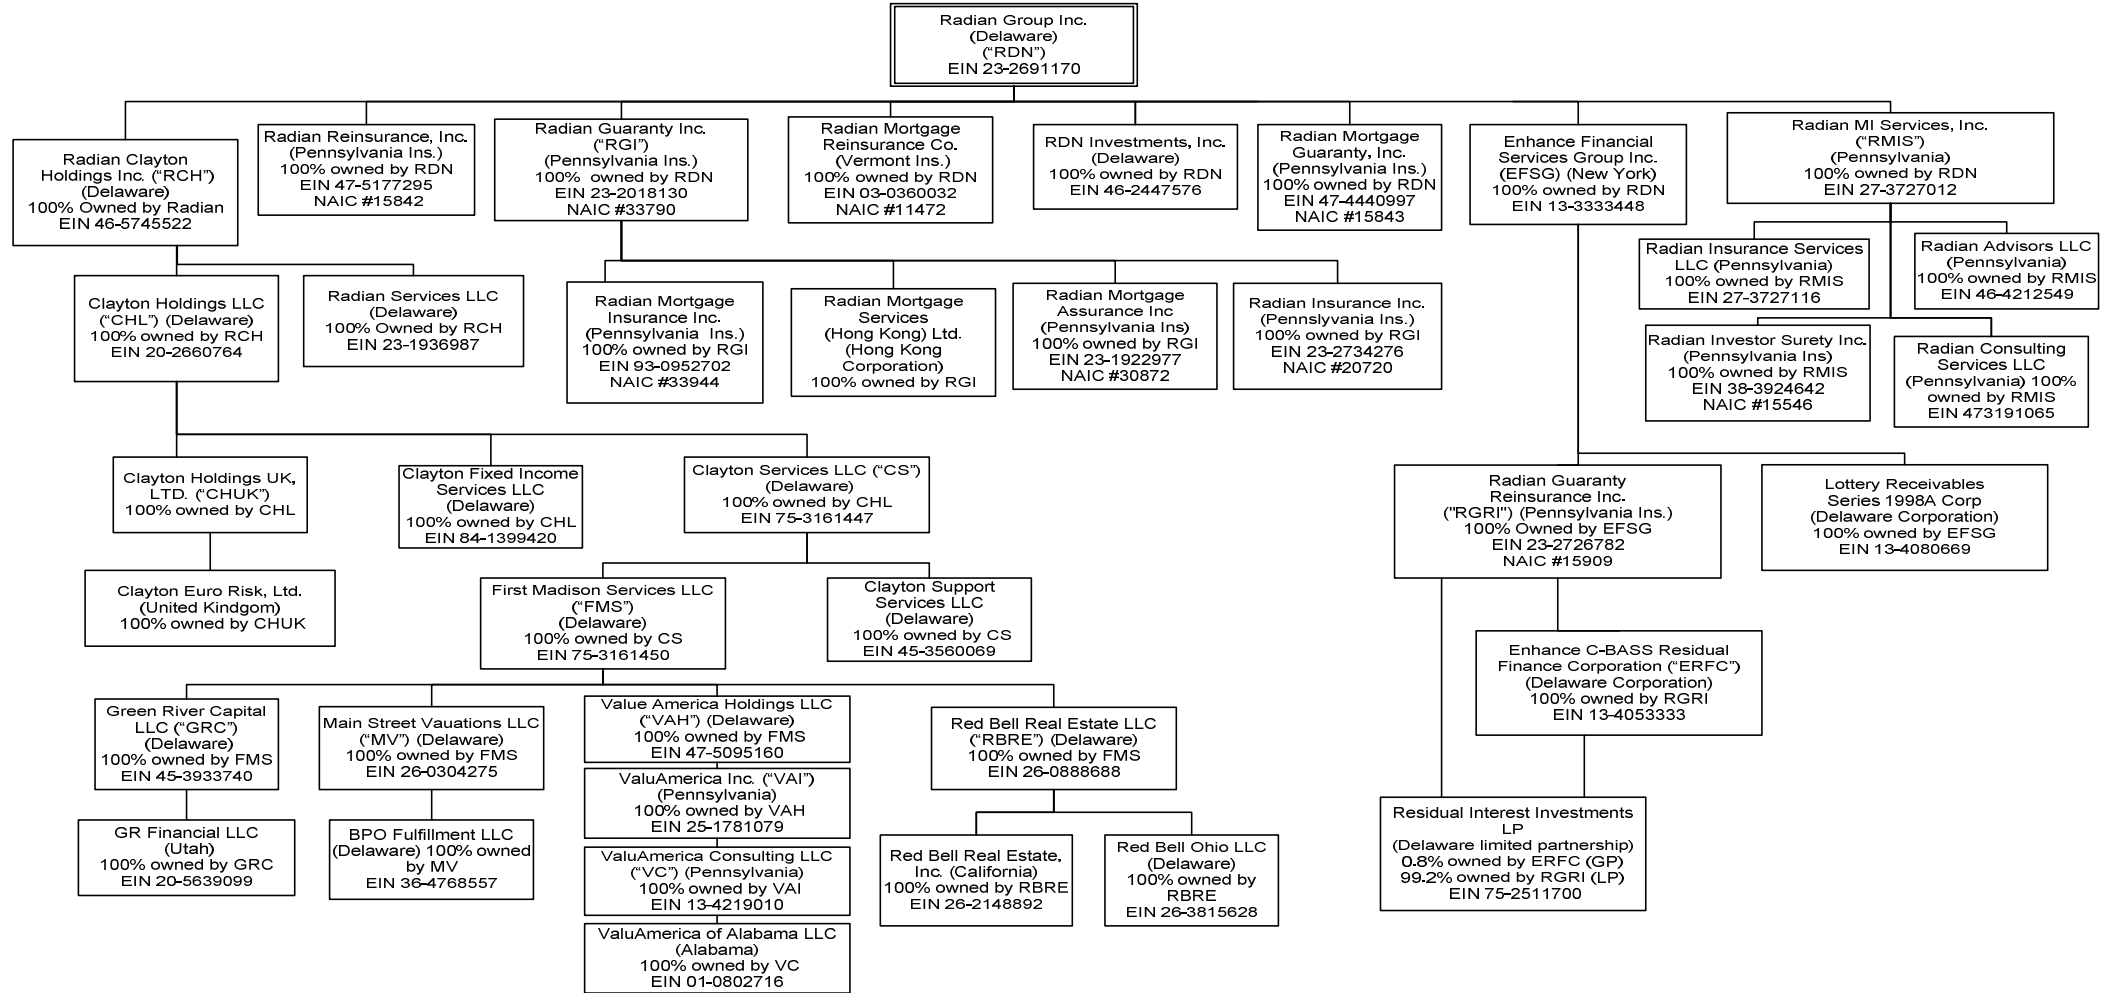 Radian Group Inc.
(Delaware)
(“RDN”)
EIN 23-2691170
Radian Clayton
Holdings Inc. (“RCH”)
(Delaware)
100% Owned by Radian
EIN 46-5745522
Radian Reinsurance, Inc.
(Pennsylvania Ins.)
100% owned by RDN
EIN 47-5177295
NAIC #15842
Radian Guaranty Inc.
(“RGI”)
(Pennsylvania Ins.)
100% owned by RDN
EIN 23-2018130
NAIC #33790
Radian Mortgage
Reinsurance Co.
(Vermont Ins.)
100% owned by RDN
EIN 03-0360032
NAIC #11472
RDN Investments, Inc.
(Delaware)
100% owned by RDN
EIN 46-2447576
Radian Mortgage
Guaranty, Inc.
(Pennsylvania Ins.)
100% owned by RDN
EIN 47-4440997
NAIC #15843
Enhance Financial
Services Group Inc.
(EFSG) (New York)
100% owned by RDN
EIN 13-3333448
Radian MI Services, Inc.
(“RMIS”)
(Pennsylvania)
100% owned by RDN
EIN 27-3727012
Clayton Holdings LLC
(“CHL”) (Delaware)
100% owned by RCH
EIN 20-2660764
Radian Services LLC
(Delaware)
100% Owned by RCH
EIN 23-1936987
Radian Mortgage
Insurance Inc.
(Pennsylvania Ins.)
100% owned by RGI
EIN 93-0952702
NAIC #33944
Radian Mortgage
Services
(Hong Kong) Ltd.
(Hong Kong
Corporation)
100% owned by RGI
Radian Mortgage
Assurance Inc
(Pennsylvania Ins)
100% owned by RGI
EIN 23-1922977
NAIC #30872
Radian Insurance Inc.
(Pennslyvania Ins.)
100% owned by RGI
EIN 23-2734276
NAIC #20720
Radian Insurance Services
LLC (Pennsylvania)
100% owned by RMIS
EIN 27-3727116
Radian Advisors LLC
(Pennsylvania)
100% owned by RMIS
EIN 46-4212549
Radian Investor Surety Inc.
(Pennsylvania Ins)
100% owned by RMIS
EIN 38-3924642
NAIC #15546
Radian Consulting
Services LLC
(Pennsylvania) 100%
owned by RMIS
EIN 473191065
Clayton Holdings UK,
LTD. (“CHUK”)
100% owned by CHL
Clayton Fixed Income
Services LLC
(Delaware)
100% owned by CHL
EIN 84-1399420
Clayton Services LLC (“CS”)
(Delaware)
100% owned by CHL
EIN 75-3161447
Radian Guaranty
Reinsurance Inc.
("RGRI") (Pennsylvania Ins.)
100% Owned by EFSG
EIN 23-2726782
NAIC #15909
Lottery Receivables
Series 1998A Corp
(Delaware Corporation)
100% owned by EFSG
EIN 13-4080669
Clayton Euro Risk, Ltd.
(United Kindgom)
100% owned by CHUK
First Madison Services LLC
(“FMS”)
(Delaware)
100% owned by CS
EIN 75-3161450
Clayton Support
Services LLC
(Delaware)
100% owned by CS
EIN 45-3560069
Enhance C-BASS Residual
Finance Corporation (“ERFC”)
(Delaware Corporation)
100% owned by RGRI
EIN 13-4053333
Green River Capital
LLC (“GRC”)
(Delaware)
100% owned by FMS
EIN 45-3933740
Main Street Vauations LLC
(“MV”) (Delaware)
100% owned by FMS
EIN 26-0304275
Value America Holdings LLC
(“VAH”) (Delaware)
100% owned by FMS
EIN 47-5095160
Red Bell Real Estate LLC
(“RBRE”) (Delaware)
100% owned by FMS
EIN 26-0888688
ValuAmerica Inc. (“VAI”)
(Pennsylvania)
100% owned by VAH
EIN 25-1781079
GR Financial LLC
(Utah)
100% owned by GRC
EIN 20-5639099
BPO Fulfillment LLC
(Delaware) 100% owned
by MV
EIN 36-4768557
ValuAmerica Consulting LLC
(“VC”) (Pennsylvania)
100% owned by VAI
EIN 13-4219010
ValuAmerica of Alabama LLC
(Alabama)
100% owned by VC
EIN 01-0802716
Red Bell Real Estate,
Inc. (California)
100% owned by RBRE
EIN 26-2148892
Red Bell Ohio LLC
(Delaware)
100% owned by
RBRE
EIN 26-3815628
Residual Interest Investments
LP
(Delaware limited partnership)
0.8% owned by ERFC (GP)
99.2% owned by RGRI (LP)
EIN 75-2511700